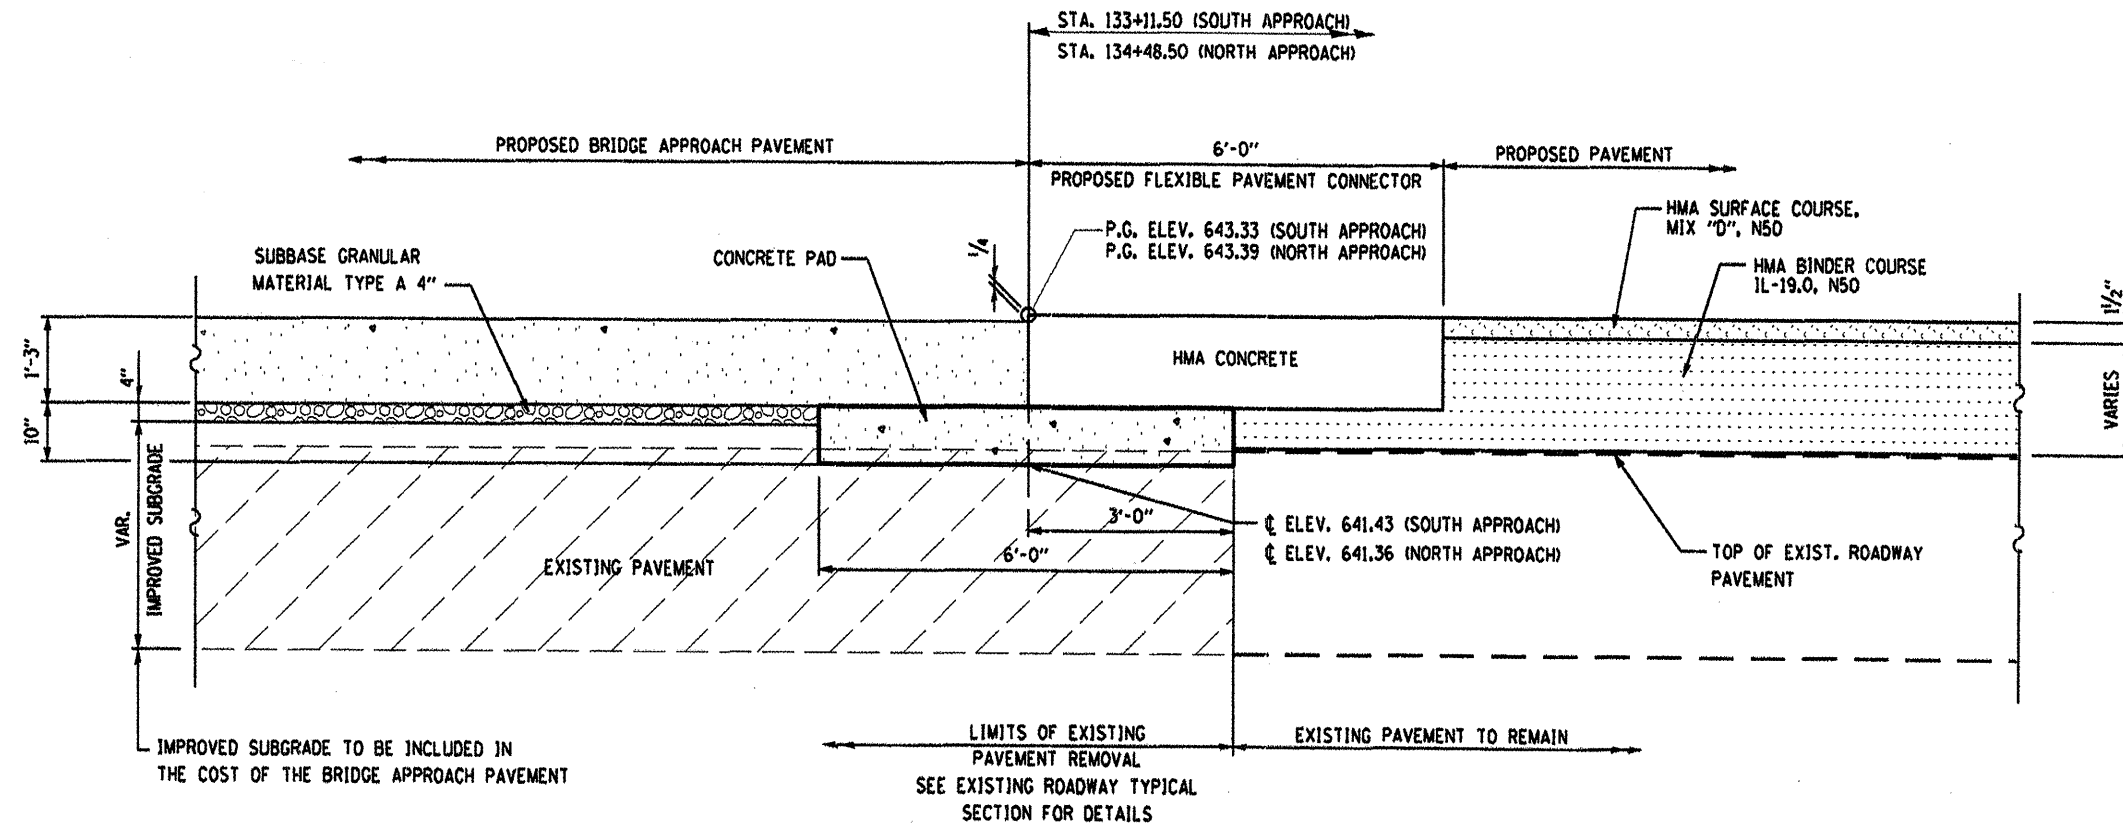 STA. 133+11.50 (SOUTH APPROACH)
STA. 134+48.50 (NORTH APPROACH)
PROPOSED BRIDGE APPROACH PAVEMENT
6'-0"
PROPOSED FLEXIBLE PAVEMENT CONNECTOR
PROPOSED PAVEMENT
HMA SURFACE COURSE,
MIX "D", N50
P.G. ELEV. 643.33 (SOUTH APPROACH)
P.G. ELEV. 643.39 (NORTH APPROACH)
1/4
SUBBASE GRANULAR
MATERIAL TYPE A 4"
CONCRETE PAD
HMA BINDER COURSE
IL-19.0, N50
1 1/2"
1'-3"
4"
10"
HMA CONCRETE
VARIES
VAR.
IMPROVED SUBGRADE
3'-0"
6'-0"
EXISTING PAVEMENT
℄ ELEV. 641.43 (SOUTH APPROACH)
℄ ELEV. 641.36 (NORTH APPROACH)
TOP OF EXIST. ROADWAY
PAVEMENT
IMPROVED SUBGRADE TO BE INCLUDED IN
THE COST OF THE BRIDGE APPROACH PAVEMENT
LIMITS OF EXISTING
PAVEMENT REMOVAL
SEE EXISTING ROADWAY TYPICAL
SECTION FOR DETAILS
EXISTING PAVEMENT TO REMAIN